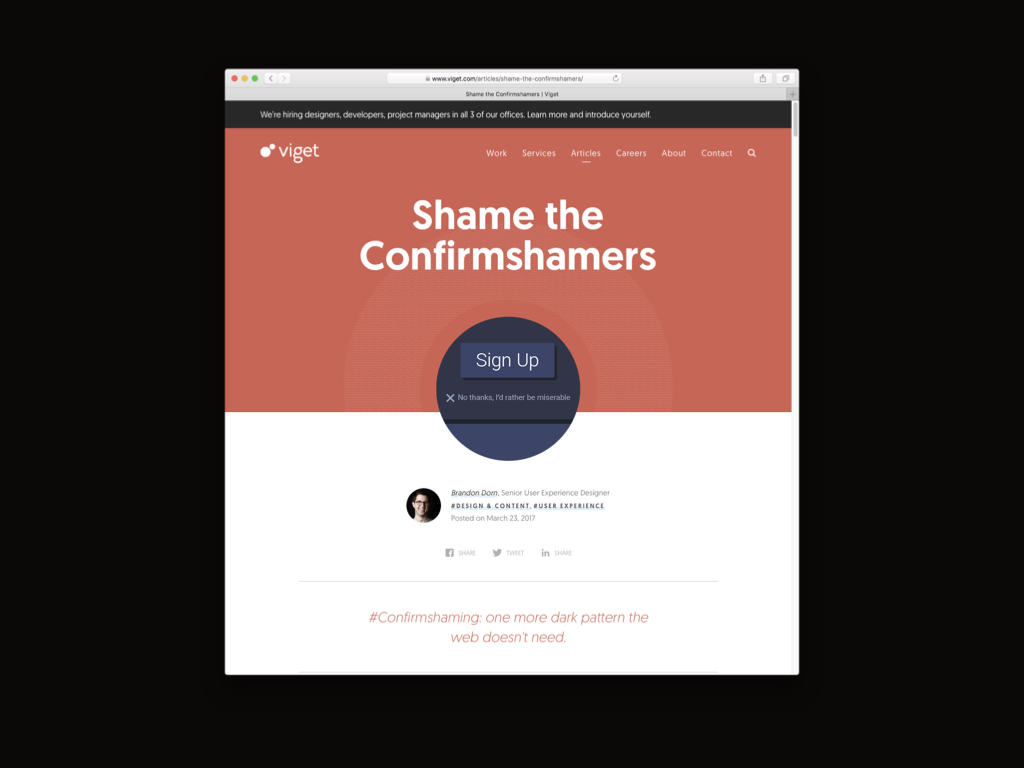 www.viget.com/articles/shame-the-confirmshamers/
Shame the Confirmshamers | Viget
We're hiring designers, developers, project managers in all 3 of our offices. Learn more and introduce yourself.
viget
Work Services Articles Careers About Contact
Shame the
Confirmshamers
Sign Up
No thanks, I'd rather be miserable
Brandon Dorn, Senior User Experience Designer
#DESIGN & CONTENT, #USER EXPERIENCE
Posted on March 23, 2017
SHARE TWEET SHARE
#Confirmshaming: one more dark pattern the
web doesn't need.